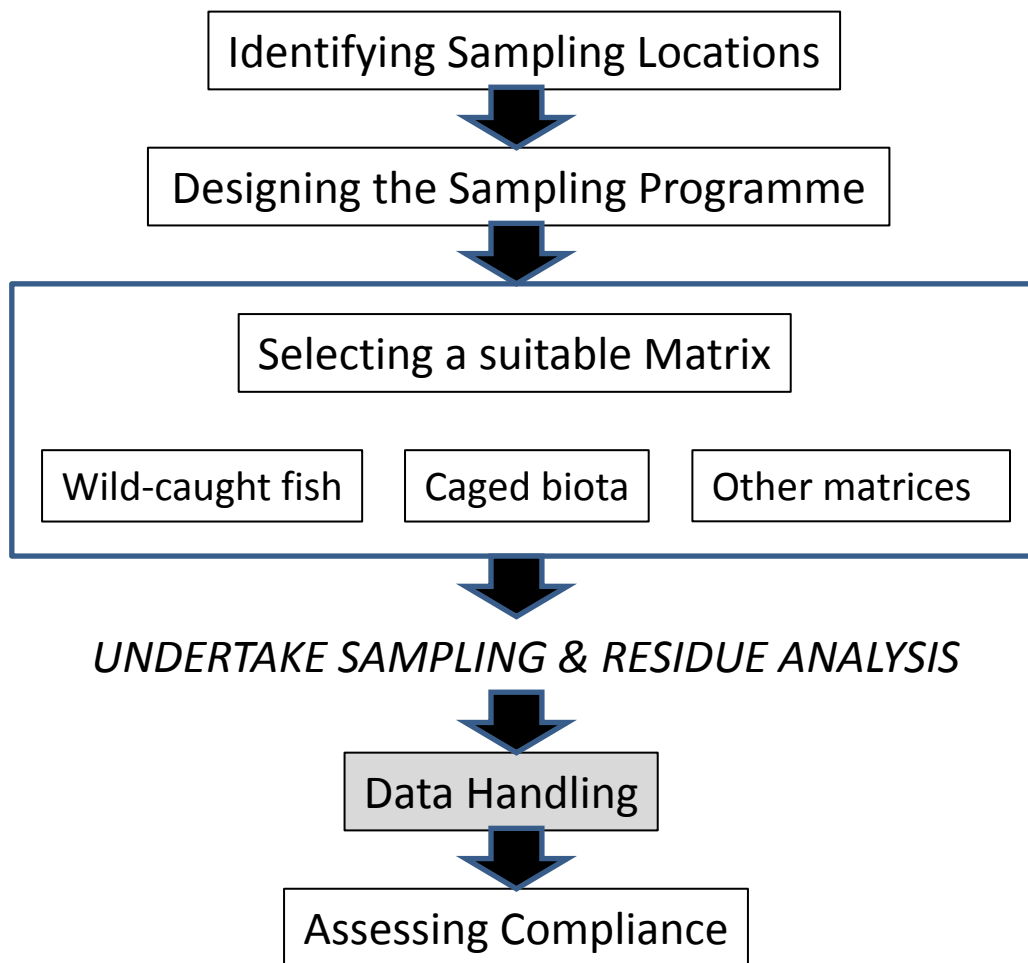 Identifying Sampling Locations
Designing the Sampling Programme
Selecting a suitable Matrix
Wild-caught fish
Caged biota
Other matrices
UNDERTAKE SAMPLING & RESIDUE ANALYSIS
Data Handling
Assessing Compliance